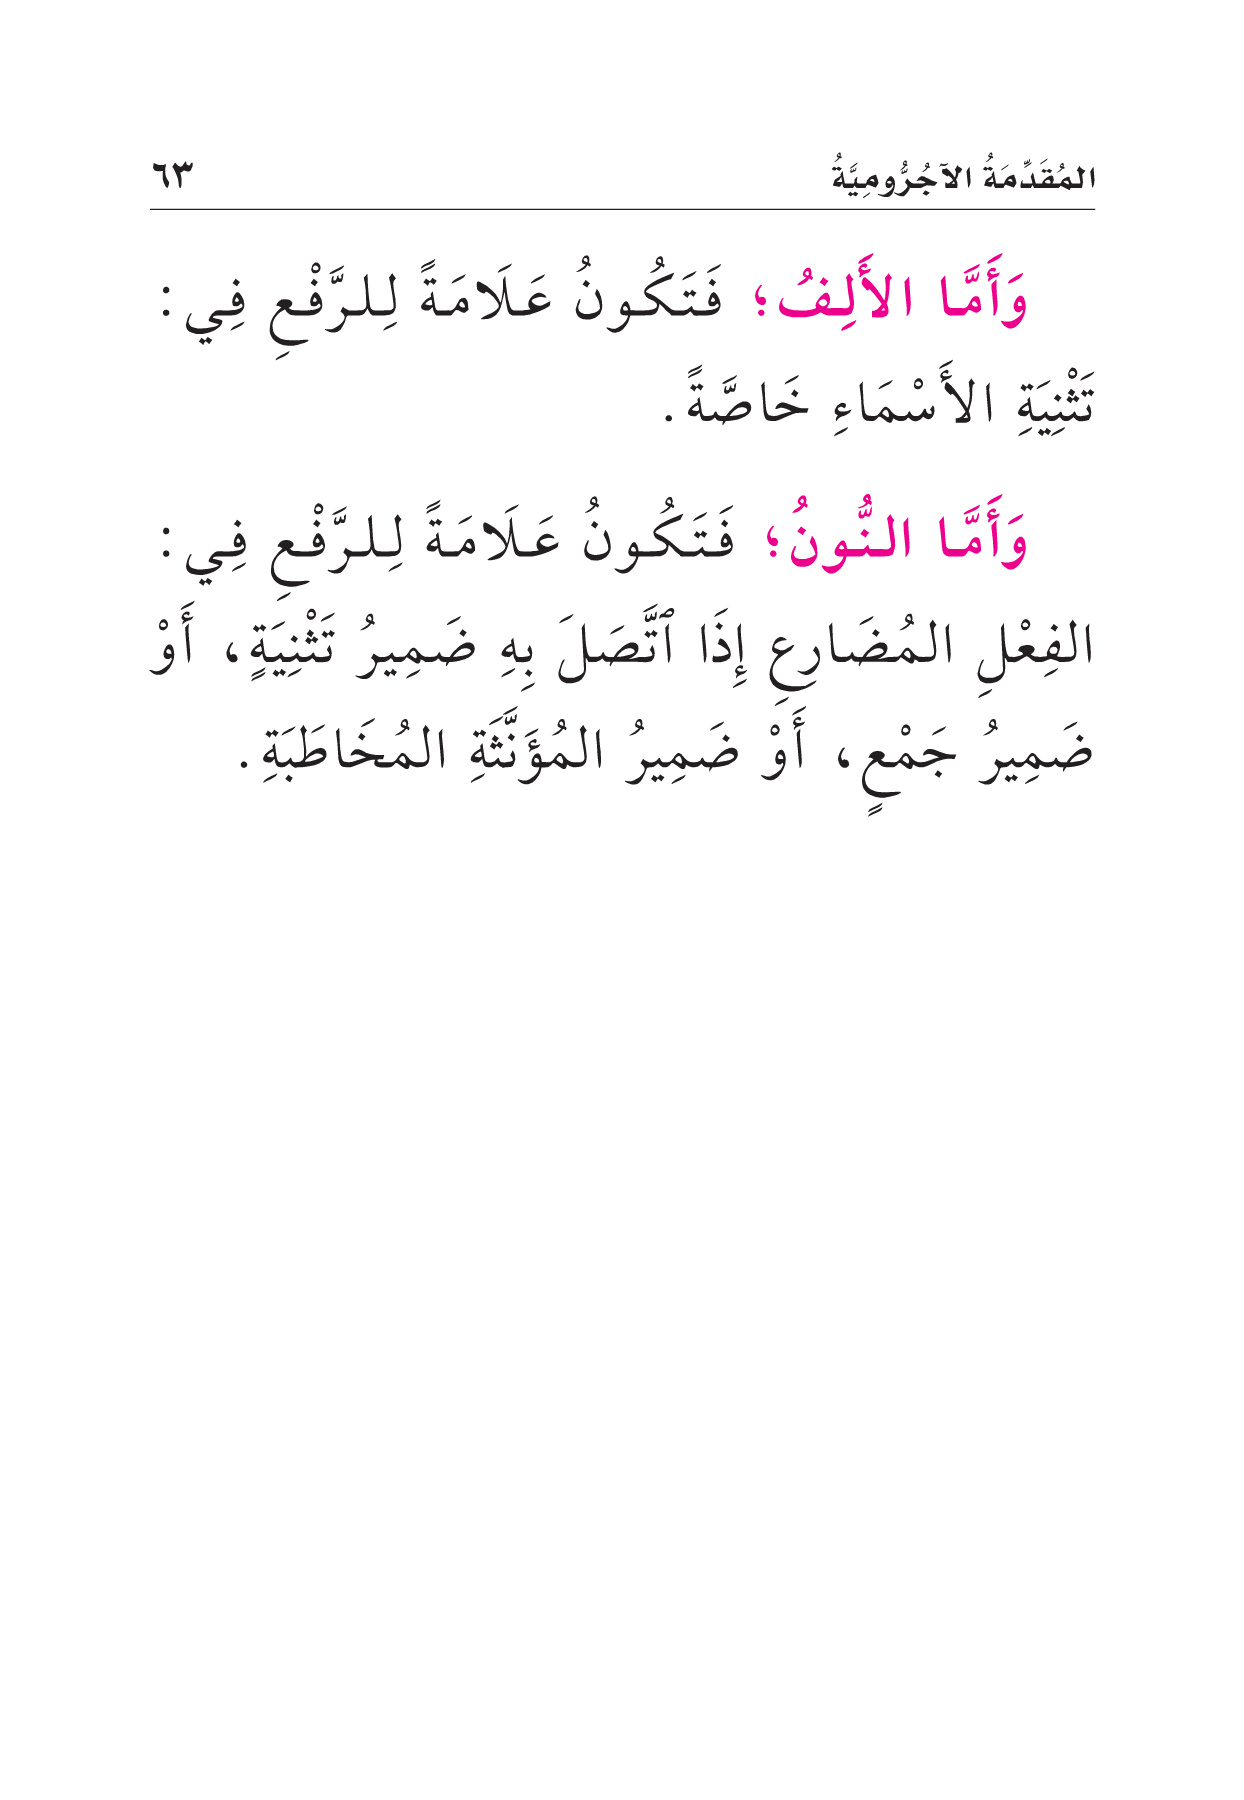 المُقَدِّمَةُ الآجُرُّومِيَّةُ ٦٣
وَأَمَّا الأَلِفُ؛ فَتَكُونُ عَلَامَةً لِلرَّفْعِ فِي:
تَثْنِيَةِ الأَسْمَاءِ خَاصَّةً.
وَأَمَّا النُّونُ؛ فَتَكُونُ عَلَامَةً لِلرَّفْعِ فِي:
الفِعْلِ المُضَارِعِ إِذَا ٱتَّصَلَ بِهِ ضَمِيرُ تَثْنِيَةٍ، أَوْ
ضَمِيرُ جَمْعٍ، أَوْ ضَمِيرُ المُؤَنَّثَةِ المُخَاطَبَةِ.